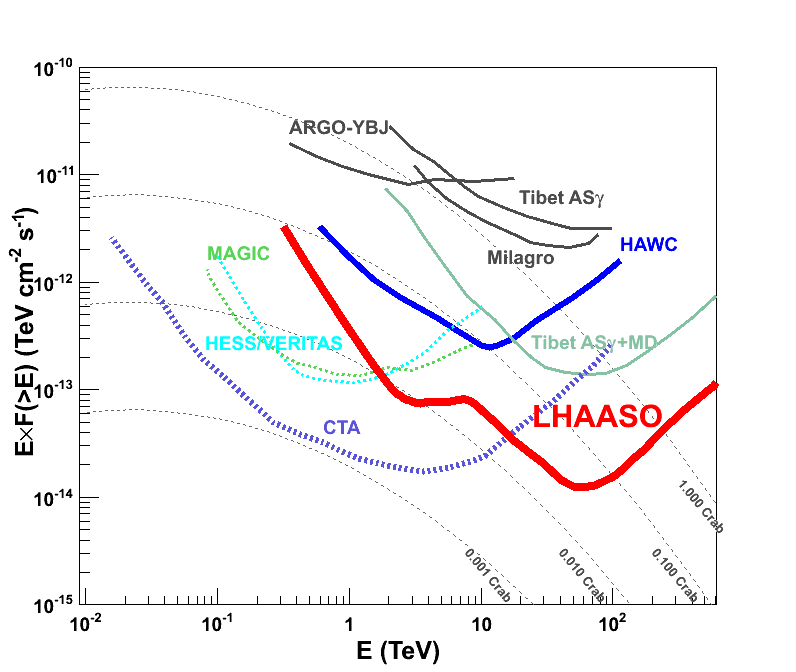 10^-10
ARGO-YBJ
10^-11
Tibet ASγ
HAWC
MAGIC
Milagro
10^-12
HESS/VERITAS
Tibet ASγ+MD
10^-13
LHAASO
CTA
10^-14
1.000 Crab
0.001 Crab
0.010 Crab
0.100 Crab
10^-15
E×F(>E) (TeV cm^-2 s^-1)
10^-2
10^-1
1
10
10^2
E (TeV)